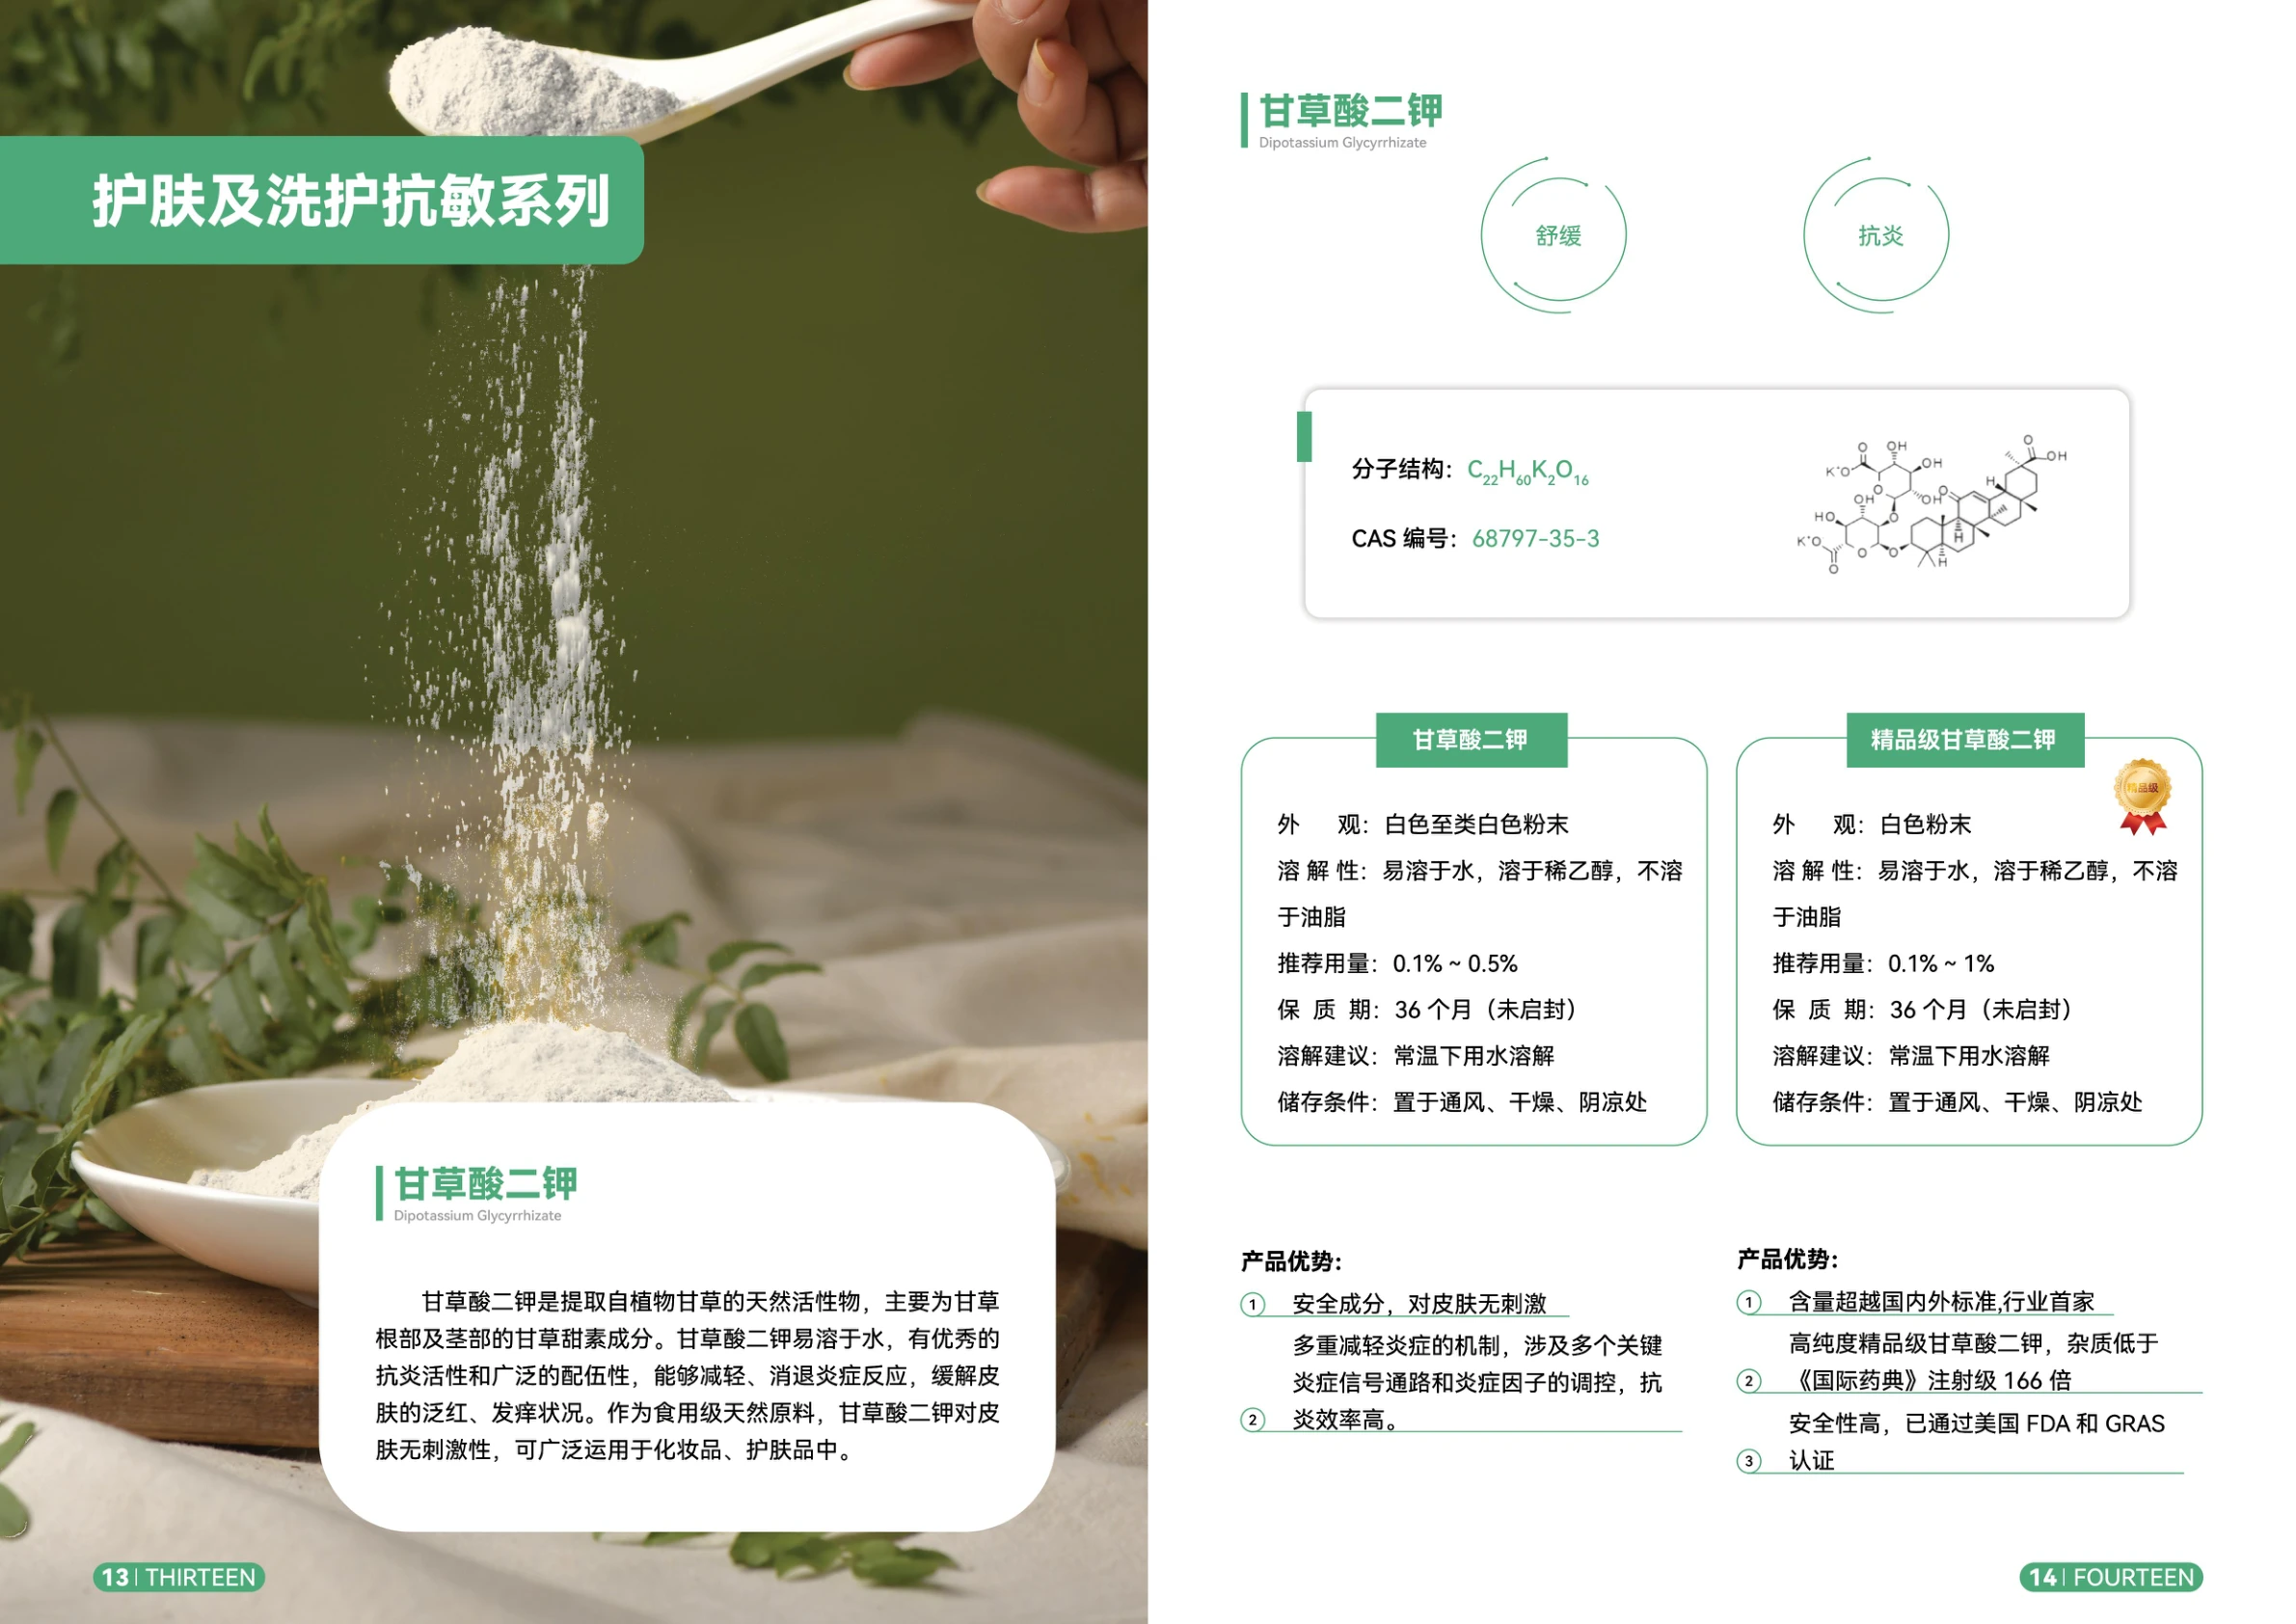 护肤及洗护抗敏系列
甘草酸二钾
Dipotassium Glycyrrhizate
甘草酸二钾是提取自植物甘草的天然活性物，主要为甘草
根部及茎部的甘草甜素成分。甘草酸二钾易溶于水，有优秀的
抗炎活性和广泛的配伍性，能够减轻、消退炎症反应，缓解皮
肤的泛红、发痒状况。作为食用级天然原料，甘草酸二钾对皮
肤无刺激性，可广泛运用于化妆品、护肤品中。
13 | THIRTEEN
甘草酸二钾
Dipotassium Glycyrrhizate
舒缓
抗炎
分子结构：C22H60K2O16
CAS 编号：68797-35-3
甘草酸二钾
外 观：白色至类白色粉末
溶 解 性：易溶于水，溶于稀乙醇，不溶
于油脂
推荐用量：0.1% ~ 0.5%
保 质 期：36 个月（未启封）
溶解建议：常温下用水溶解
储存条件：置于通风、干燥、阴凉处
精品级甘草酸二钾
精品级
外 观：白色粉末
溶 解 性：易溶于水，溶于稀乙醇，不溶
于油脂
推荐用量：0.1% ~ 1%
保 质 期：36 个月（未启封）
溶解建议：常温下用水溶解
储存条件：置于通风、干燥、阴凉处
产品优势：
1 安全成分，对皮肤无刺激
多重减轻炎症的机制，涉及多个关键
炎症信号通路和炎症因子的调控，抗
2 炎效率高。
产品优势：
1 含量超越国内外标准,行业首家
高纯度精品级甘草酸二钾，杂质低于
2 《国际药典》注射级 166 倍
安全性高，已通过美国 FDA 和 GRAS
3 认证
14 | FOURTEEN